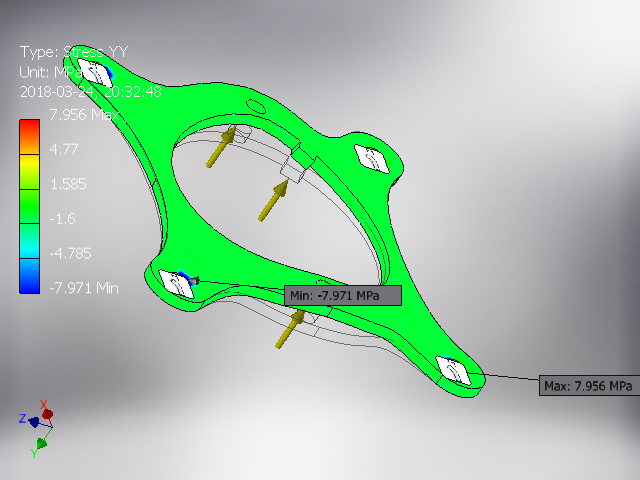 Type: Stress YY
Unit: MPa
2018-03-24, 20:32:48
7.956 Max
4.77
1.585
-1.6
-4.785
-7.971 Min
Min: -7.971 MPa
Max: 7.956 MPa
X
Z
Y